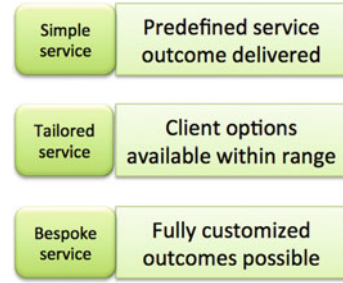 Simple
service
Predefined service
outcome delivered
Tailored
service
Client options
available within range
Bespoke
service
Fully customized
outcomes possible